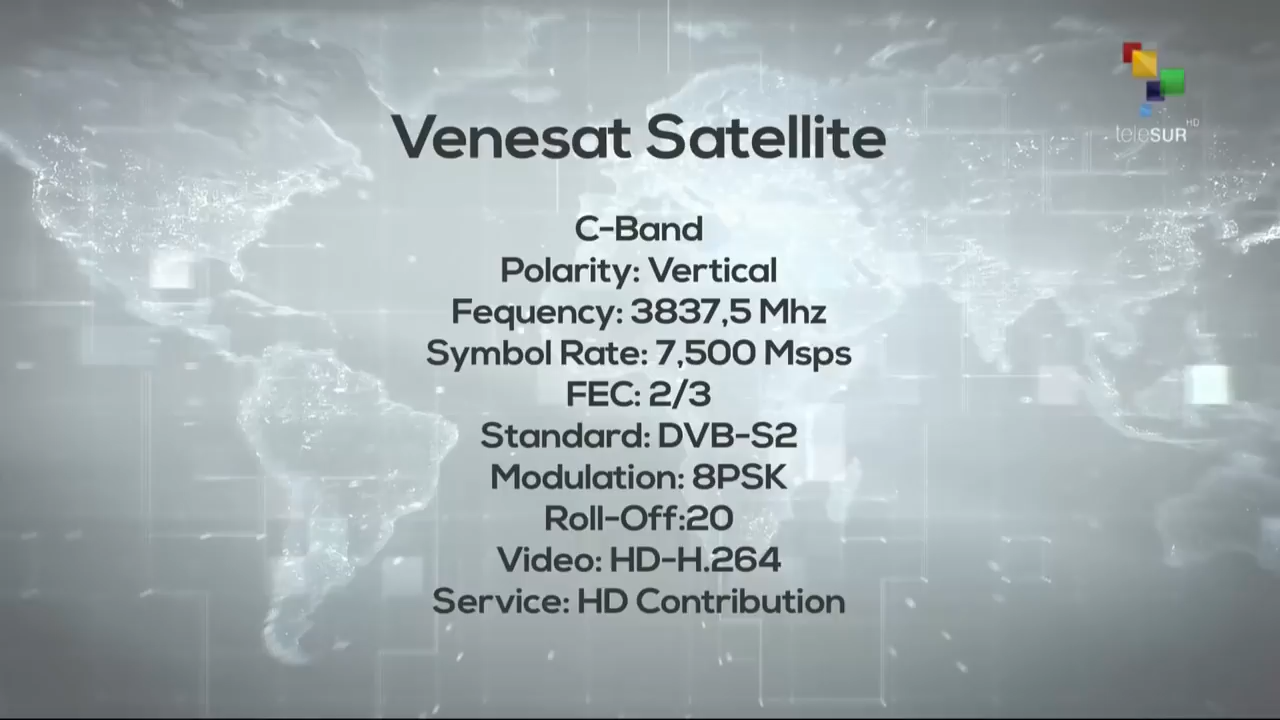 Venesat Satellite
C-Band
Polarity: Vertical
Fequency: 3837,5 Mhz
Symbol Rate: 7,500 Msps
FEC: 2/3
Standard: DVB-S2
Modulation: 8PSK
Roll-Off:20
Video: HD-H.264
Service: HD Contribution
teleSUR HD